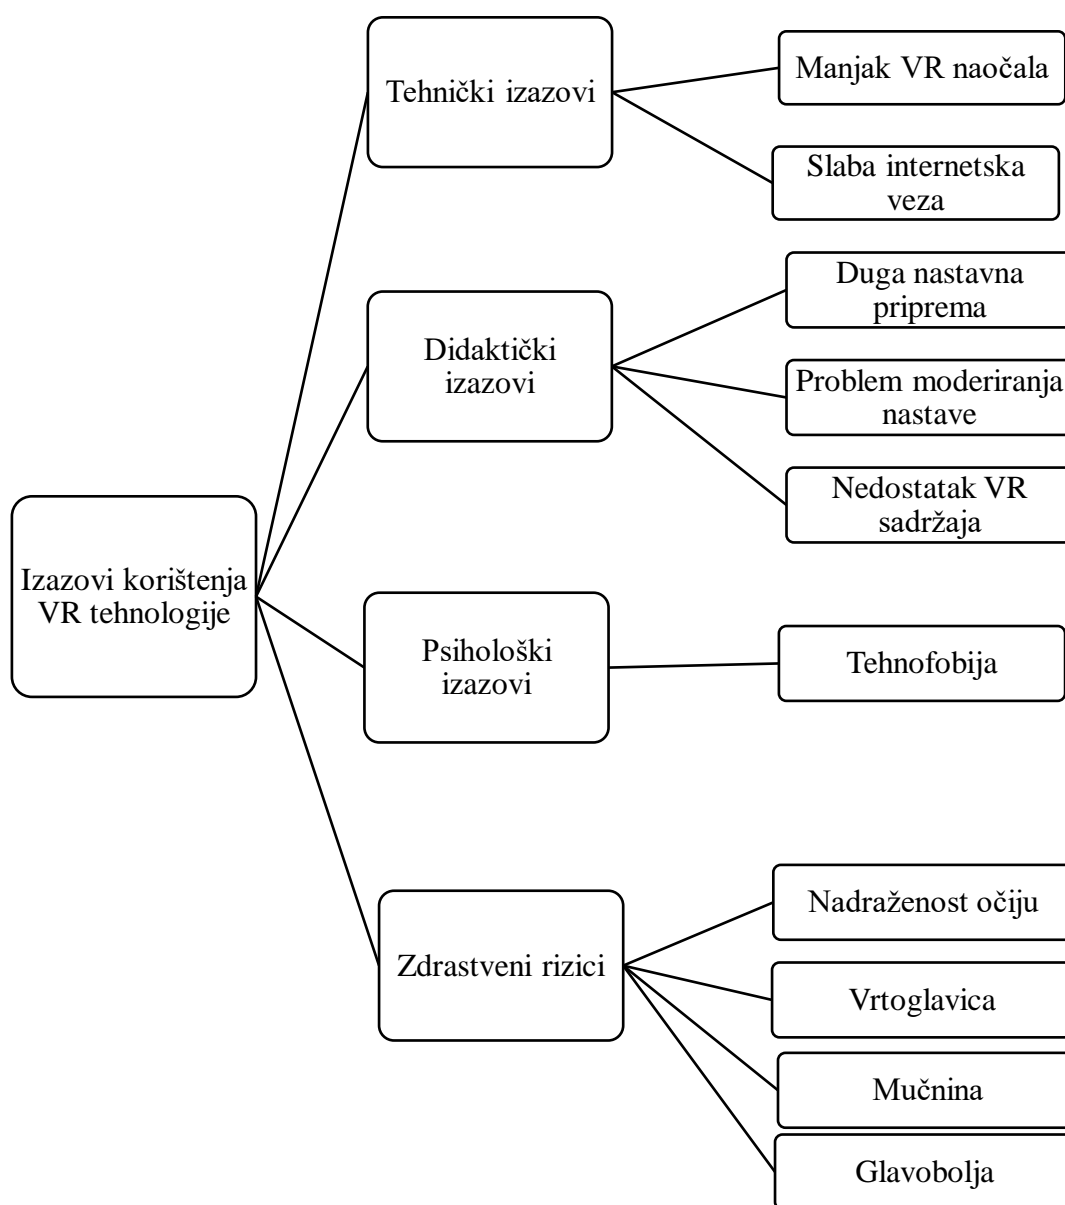 Izazovi korištenja
VR tehnologije
Tehnički izazovi
Manjak VR naočala
Slaba internetska
veza
Didaktički
izazovi
Duga nastavna
priprema
Problem moderiranja
nastave
Nedostatak VR
sadržaja
Psihološki
izazovi
Tehnofobija
Zdrastveni rizici
Nadraženost očiju
Vrtoglavica
Mučnina
Glavobolja